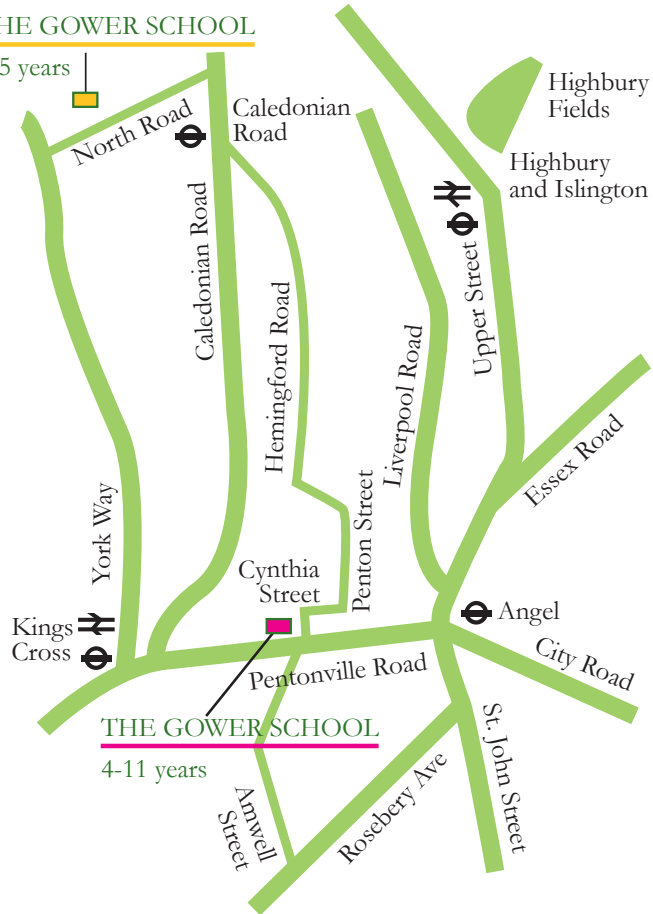 HE GOWER SCHOOL
5 years
North Road
Caledonian
Road
Highbury
Fields
Highbury
and Islington
Caledonian Road
Hemingford Road
Liverpool Road
Upper Street
Essex Road
York Way
Penton Street
Cynthia
Street
Kings
Cross
Angel
City Road
Pentonville Road
THE GOWER SCHOOL
4-11 years
Amwell
Street
Rosebery Ave
St. John Street